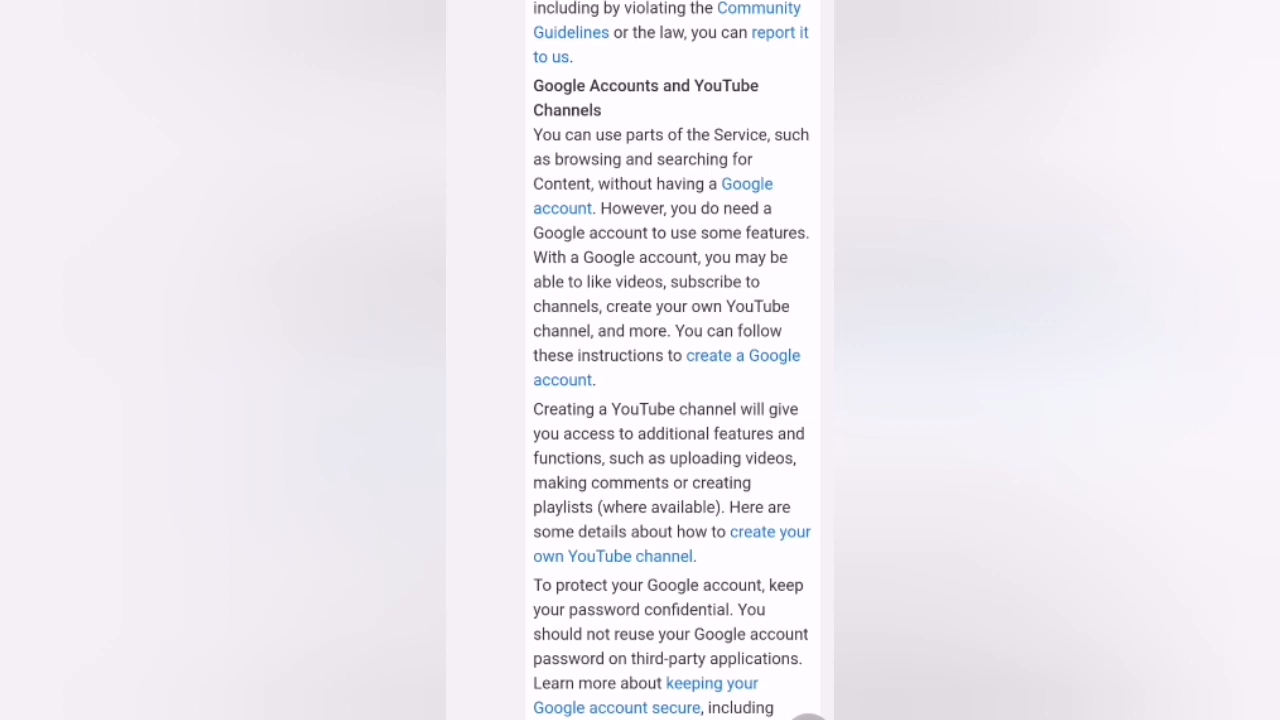 including by violating the Community
Guidelines or the law, you can report it
to us.
Google Accounts and YouTube
Channels
You can use parts of the Service, such
as browsing and searching for
Content, without having a Google
account. However, you do need a
Google account to use some features.
With a Google account, you may be
able to like videos, subscribe to
channels, create your own YouTube
channel, and more. You can follow
these instructions to create a Google
account.
Creating a YouTube channel will give
you access to additional features and
functions, such as uploading videos,
making comments or creating
playlists (where available). Here are
some details about how to create your
own YouTube channel.
To protect your Google account, keep
your password confidential. You
should not reuse your Google account
password on third-party applications.
Learn more about keeping your
Google account secure, including